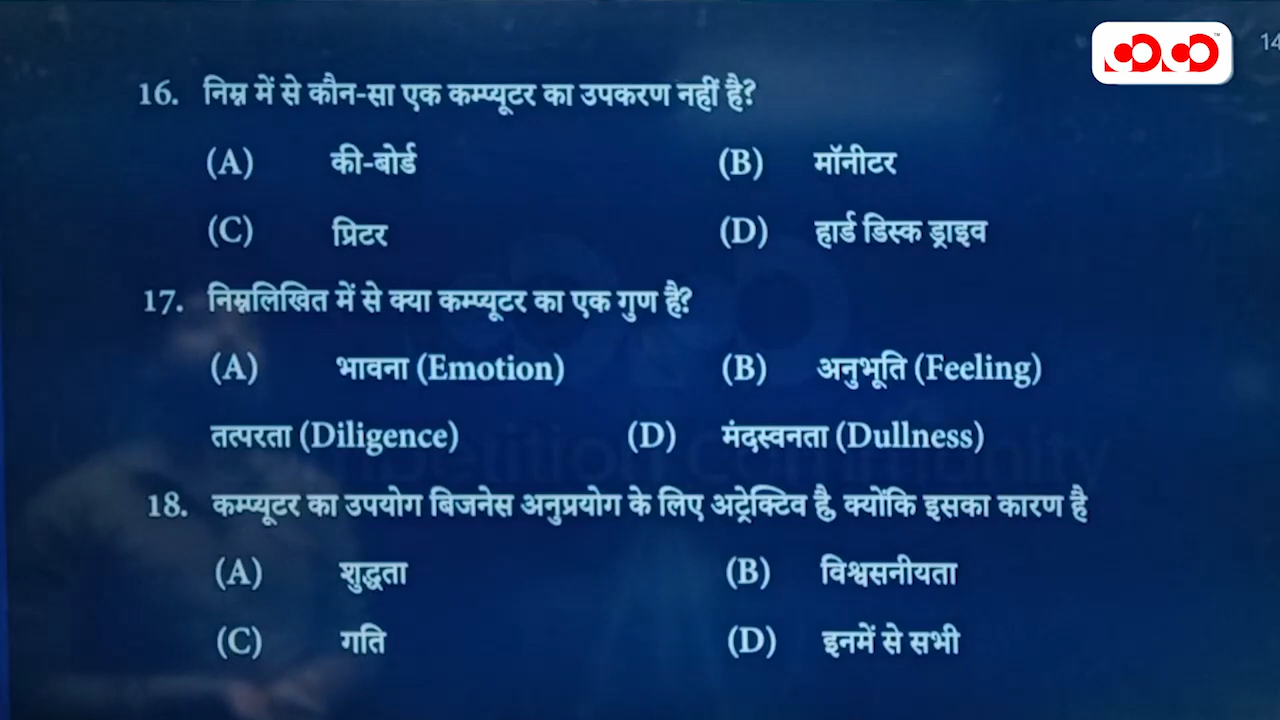 14
16. निम्न में से कौन-सा एक कम्प्यूटर का उपकरण नहीं है?
(A) की-बोर्ड (B) मॉनीटर
(C) प्रिटर (D) हार्ड डिस्क ड्राइव
17. निम्नलिखित में से क्या कम्प्यूटर का एक गुण है?
(A) भावना (Emotion) (B) अनुभूति (Feeling)
तत्परता (Diligence) (D) मंदस्वनता (Dullness)
18. कम्प्यूटर का उपयोग बिजनेस अनुप्रयोग के लिए अट्रेक्टिव है, क्योंकि इसका कारण है
(A) शुद्धता (B) विश्वसनीयता
(C) गति (D) इनमें से सभी